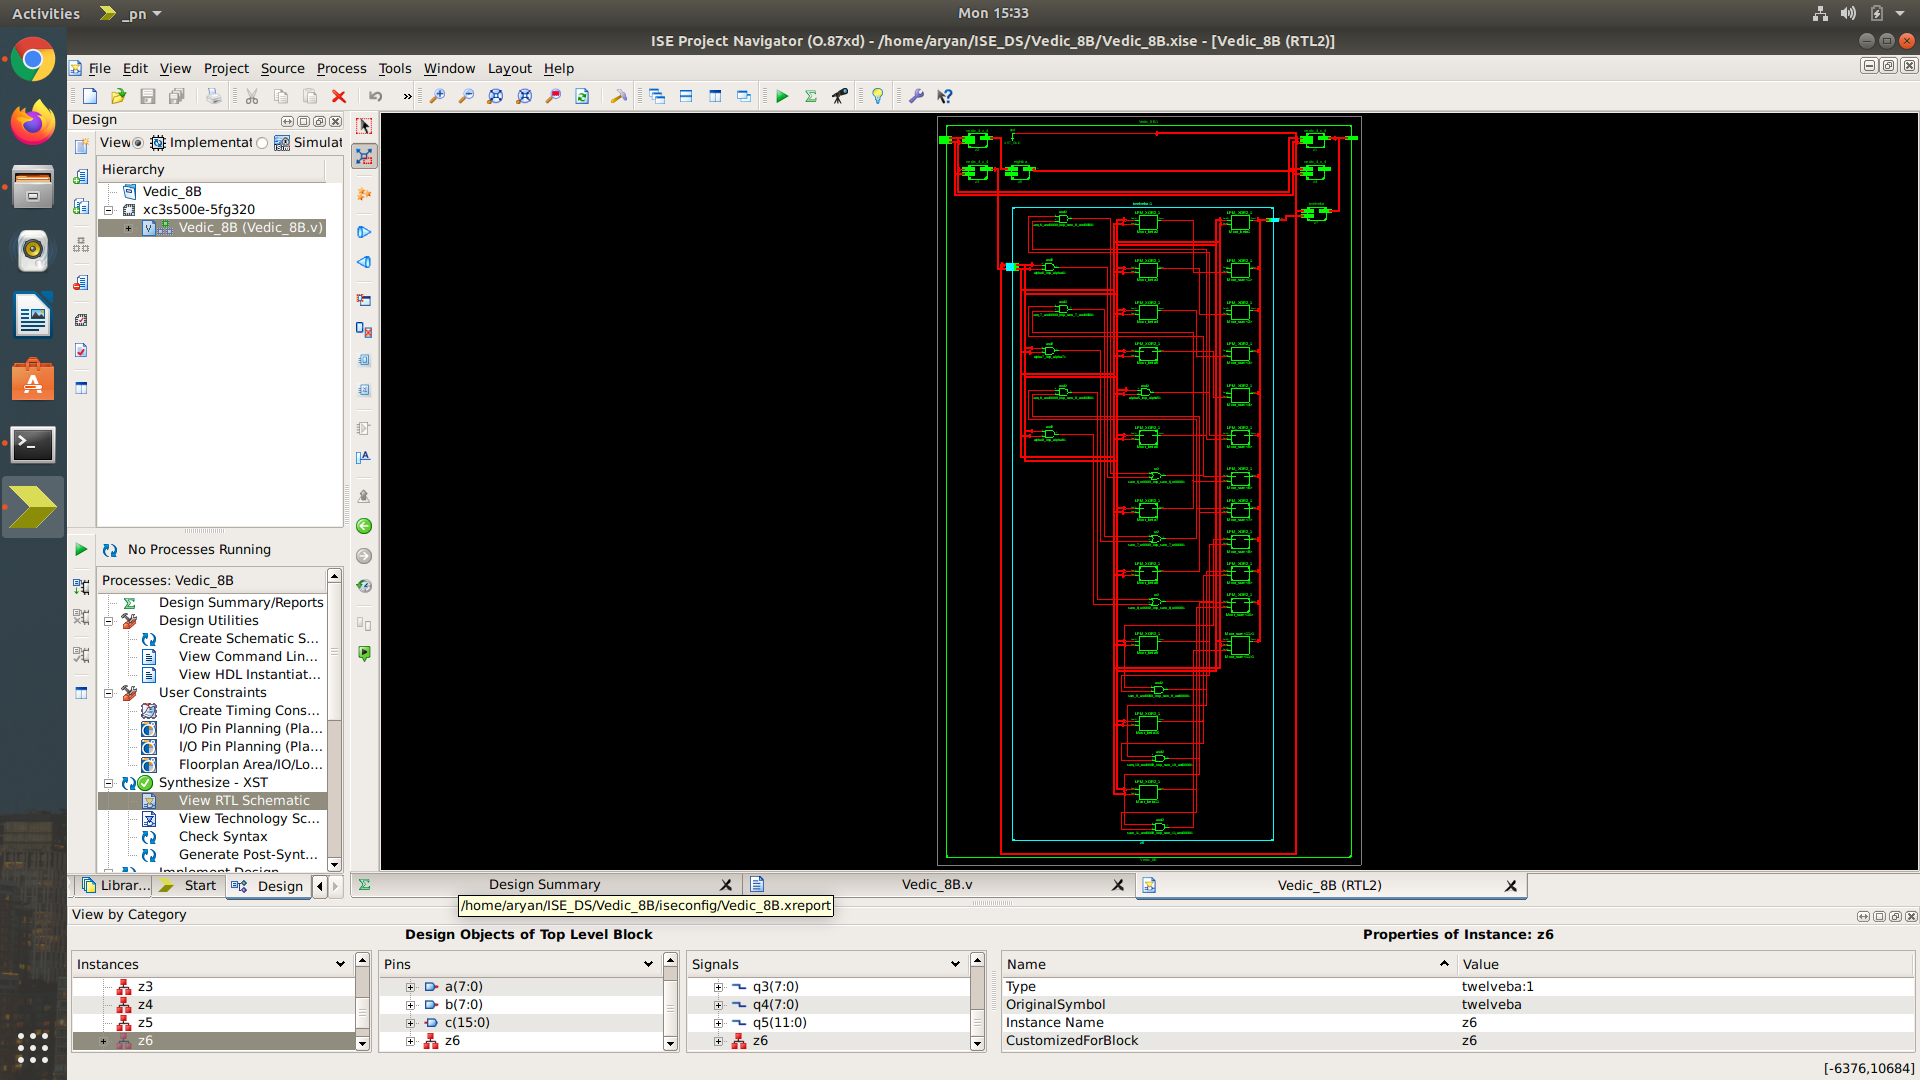 Activities
_pn
Mon 15:33
ISE Project Navigator (O.87xd) - /home/aryan/ISE_DS/Vedic_8B/Vedic_8B.xise - [Vedic_8B (RTL2)]
File Edit View Project Source Process Tools Window Layout Help
Design
View Implementat Simulat
Hierarchy
Vedic_8B
xc3s500e-5fg320
Vedic_8B (Vedic_8B.v)
No Processes Running
Processes: Vedic_8B
Design Summary/Reports
Design Utilities
Create Schematic S...
View Command Lin...
View HDL Instantiat...
User Constraints
Create Timing Cons...
I/O Pin Planning (Pla...
I/O Pin Planning (Pla...
Floorplan Area/IO/Lo...
Synthesize - XST
View RTL Schematic
View Technology Sc...
Check Syntax
Generate Post-Synt...
Implement Design
Librar... Start Design
Design Summary
Vedic_8B.v
Vedic_8B (RTL2)
/home/aryan/ISE_DS/Vedic_8B/iseconfig/Vedic_8B.xreport
View by Category
Design Objects of Top Level Block
Properties of Instance: z6
Instances
z3
z4
z5
z6
Pins
a(7:0)
b(7:0)
c(15:0)
z6
Signals
q3(7:0)
q4(7:0)
q5(11:0)
z6
Name Value
Type twelveba:1
OriginalSymbol twelveba
Instance Name z6
CustomizedForBlock z6
[-6376,10684]